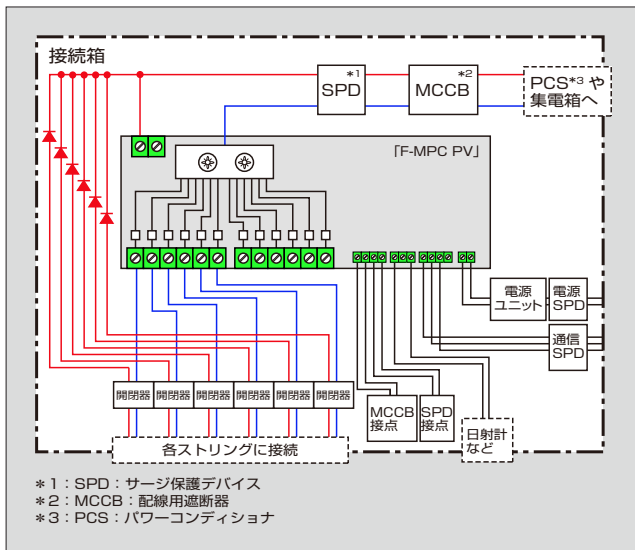 接続箱
*1
SPD
*2
MCCB
PCS*3 や
集電箱へ
「F-MPC PV」
電源
ユニット
電源
SPD
通信
SPD
開閉器
開閉器
開閉器
開閉器
開閉器
開閉器
MCCB
接点
SPD
接点
日射計
など
各ストリングに接続
*1:SPD:サージ保護デバイス
*2:MCCB:配線用遮断器
*3:PCS:パワーコンディショナ